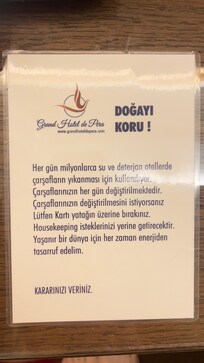 Grand Hotel de Pera
www.grandhoteldepera.com
DOĞAYI
KORU !
Her gün milyonlarca su ve deterjan otellerde
çarşafların yıkanması için kullanılıyor.
Çarşaflarınızın her gün değiştirilmektedir.
Çarşaflarınızın değiştirilmesini istiyorsanız
Lütfen Kartı yatağın üzerine bırakınız.
Housekeeping isteklerinizi yerine getirecektir.
Yaşanır bir dünya için her zaman enerjiden
tasarruf edelim.
KARARINIZI VERİNİZ.